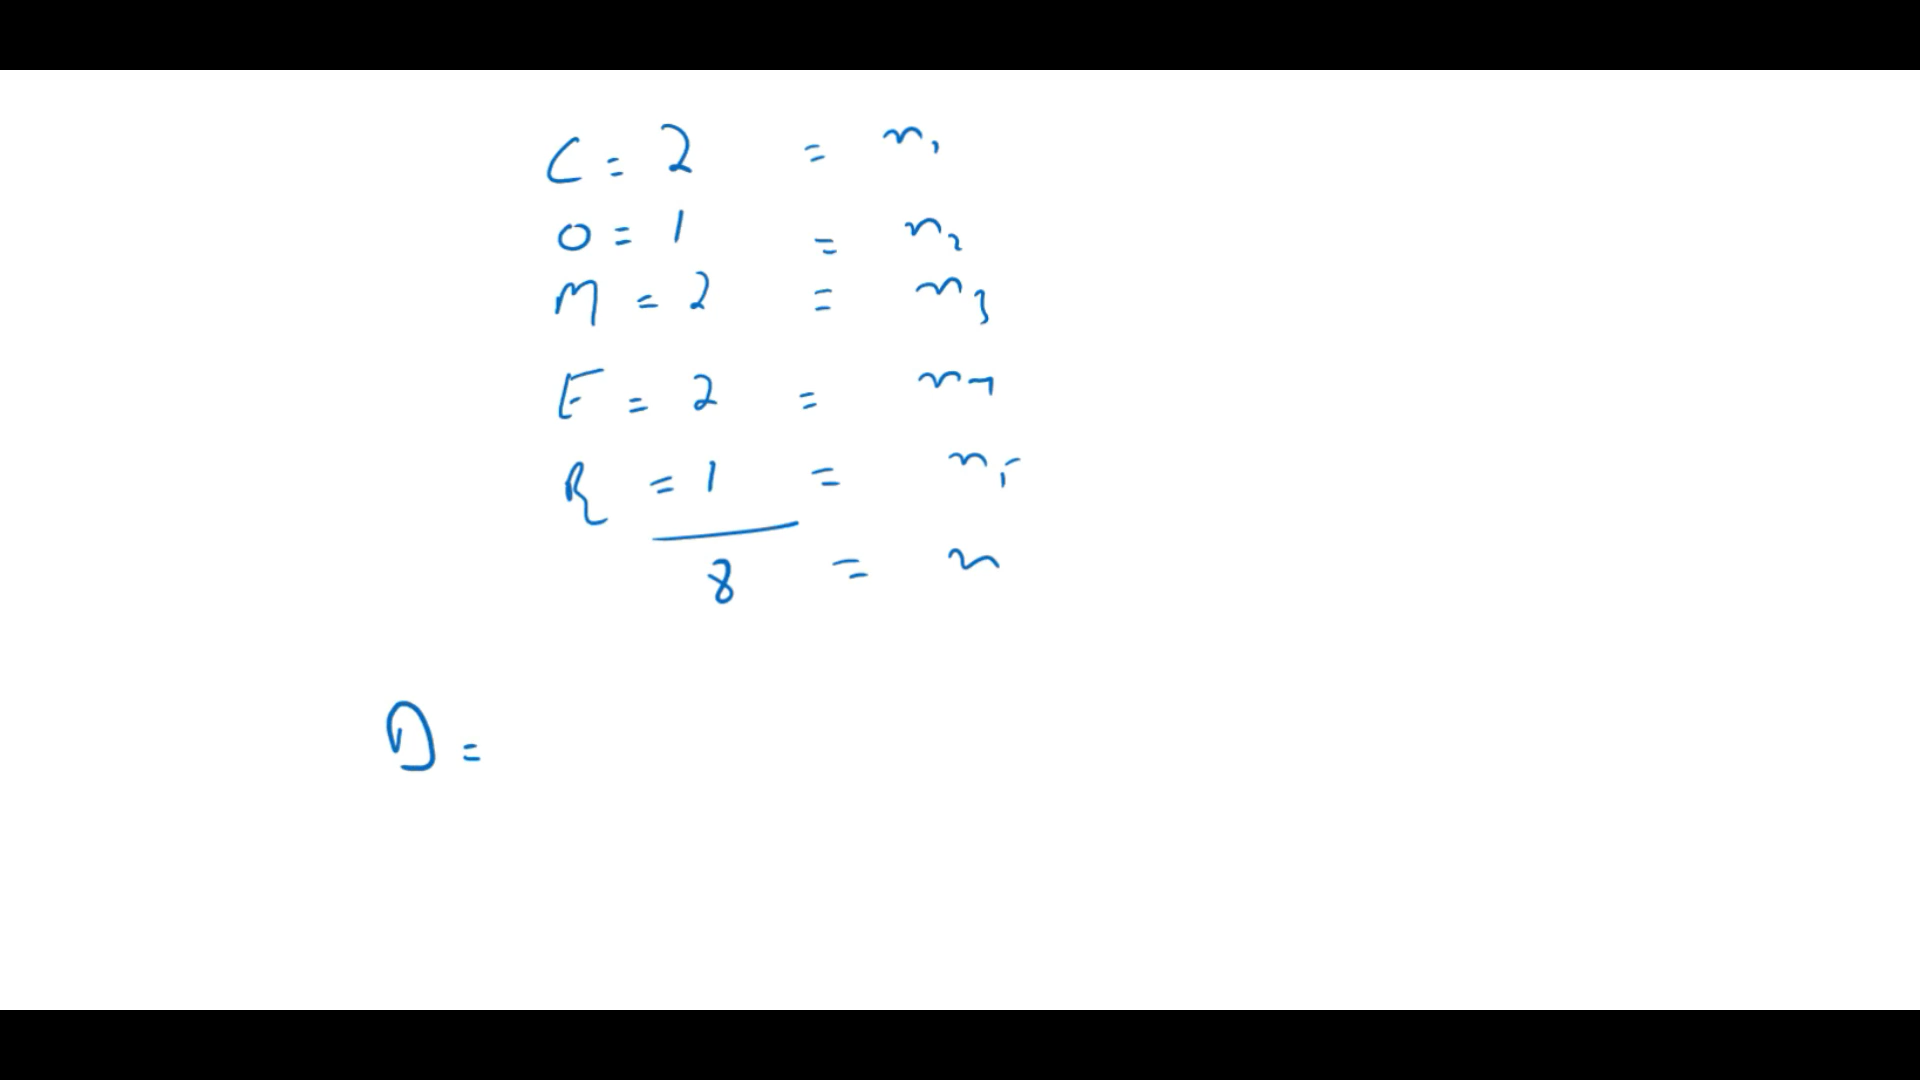 C = 2 = n₁
O = 1 = n₂
M = 2 = n₃
E = 2 = n₄
R = 1 = n₅
8 = n
D =